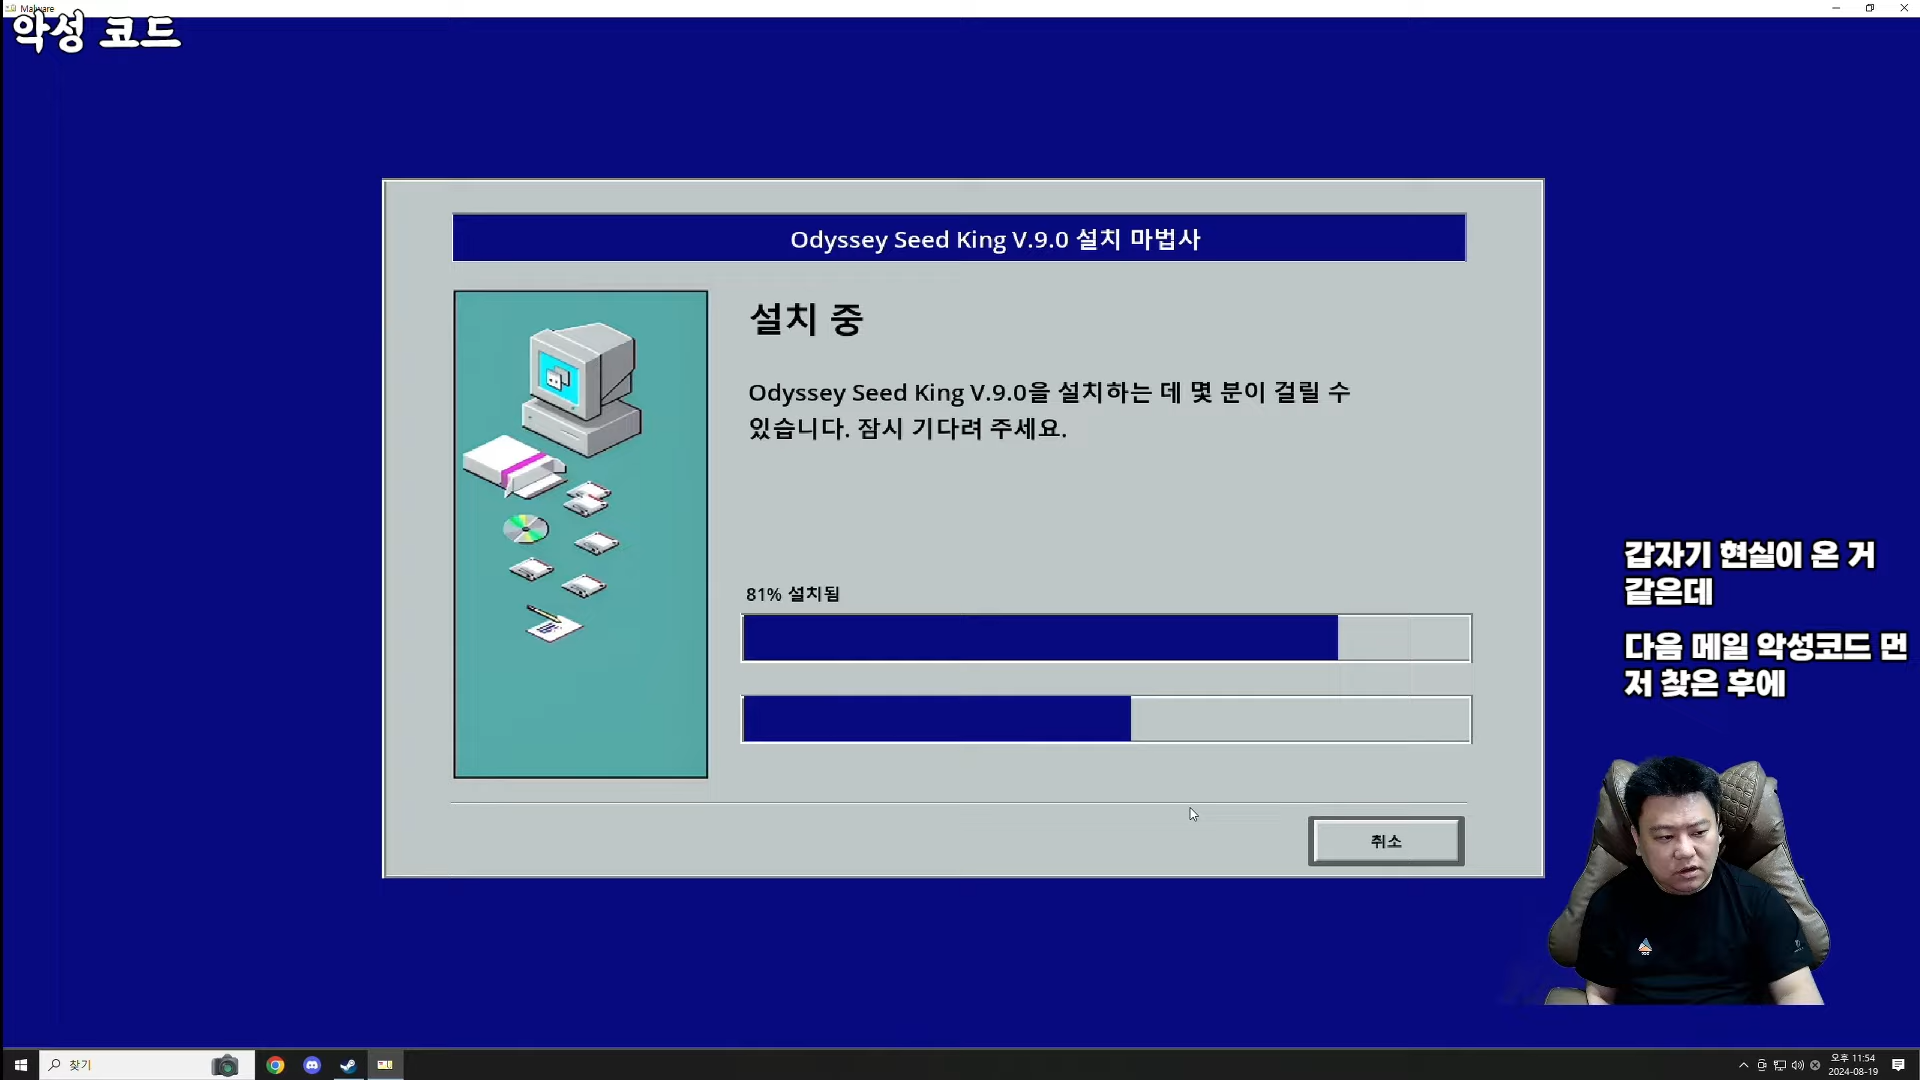 Malware
악성 코드
Odyssey Seed King V.9.0 설치 마법사
설치 중
Odyssey Seed King V.9.0을 설치하는 데 몇 분이 걸릴 수
있습니다. 잠시 기다려 주세요.
81% 설치됨
취소
갑자기 현실이 온 거
같은데
다음 메일 악성코드 먼
저 찾은 후에
찾기
오후 11:54
2024-08-19